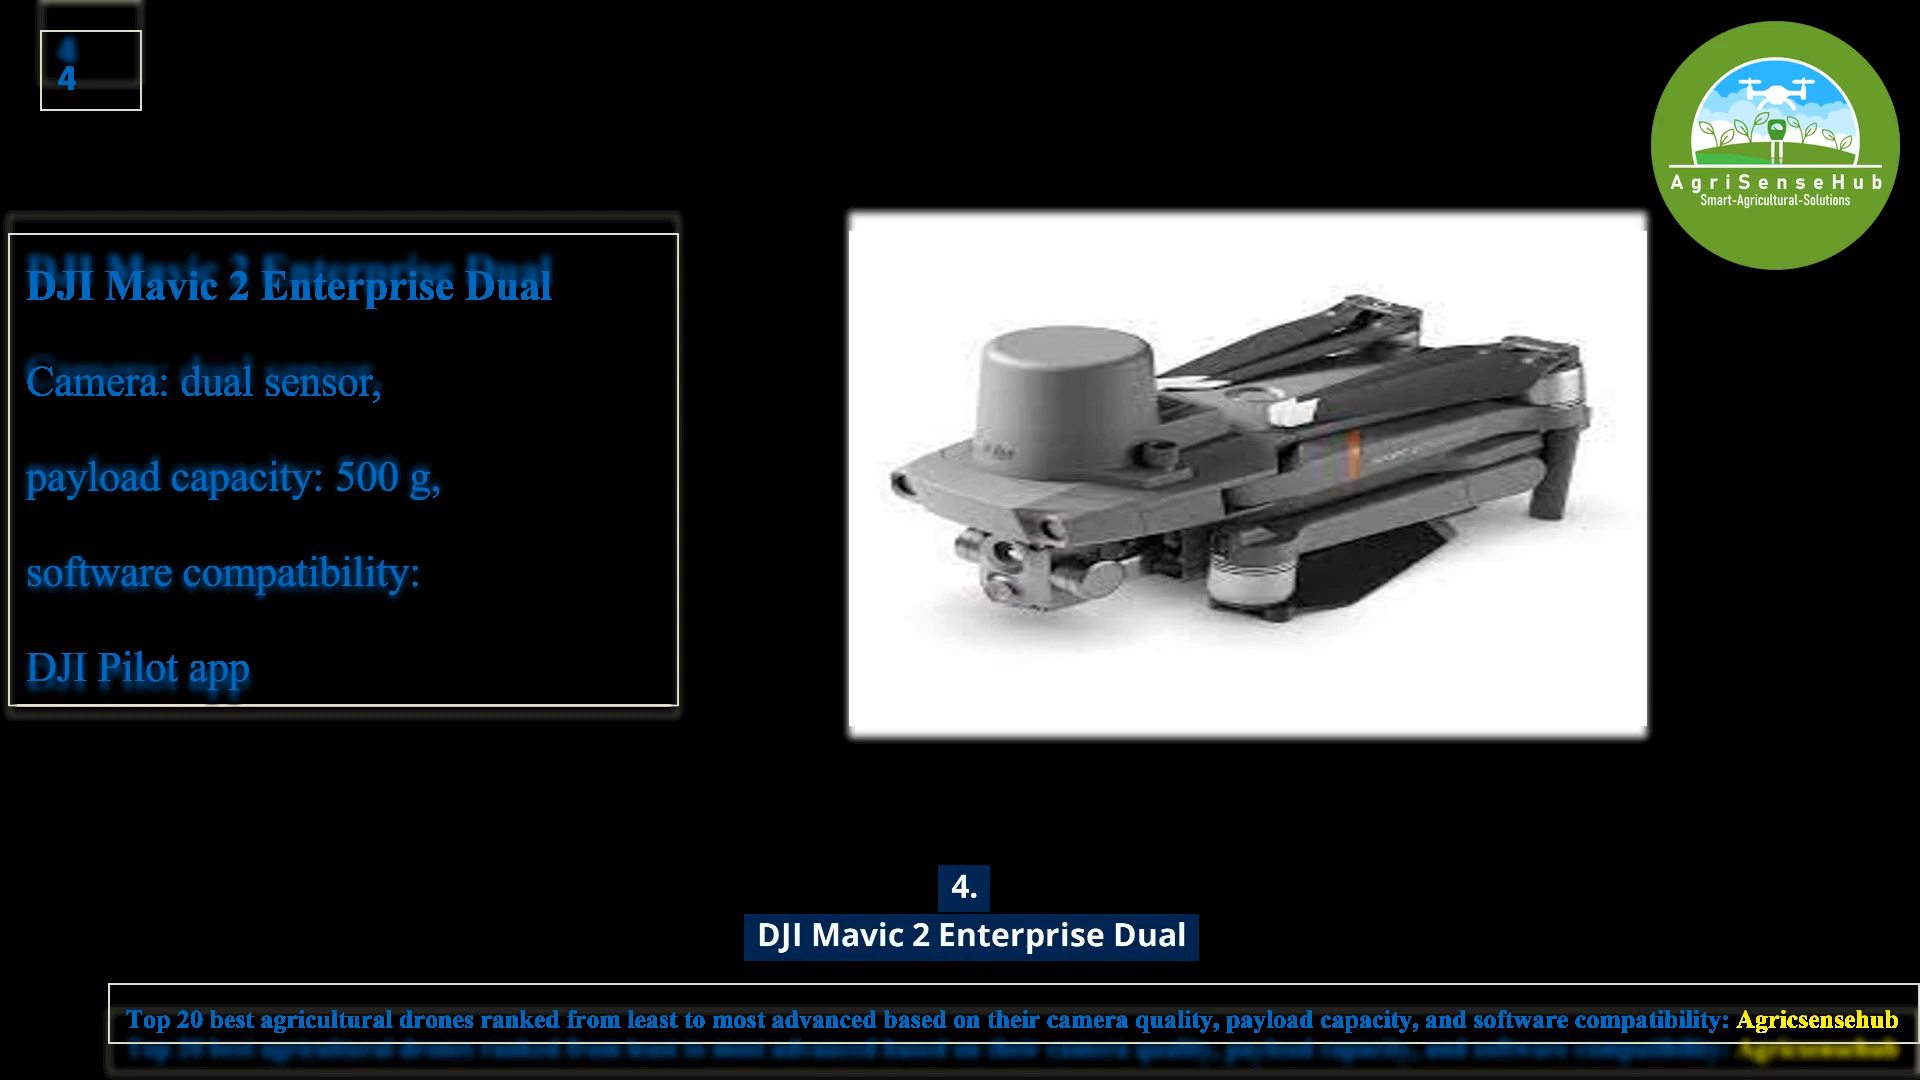 4
AgriSenseHub
Smart-Agricultural-Solutions
DJI Mavic 2 Enterprise Dual
Camera: dual sensor,
payload capacity: 500 g,
software compatibility:
DJI Pilot app
4.
DJI Mavic 2 Enterprise Dual
Top 20 best agricultural drones ranked from least to most advanced based on their camera quality, payload capacity, and software compatibility: Agricsensehub